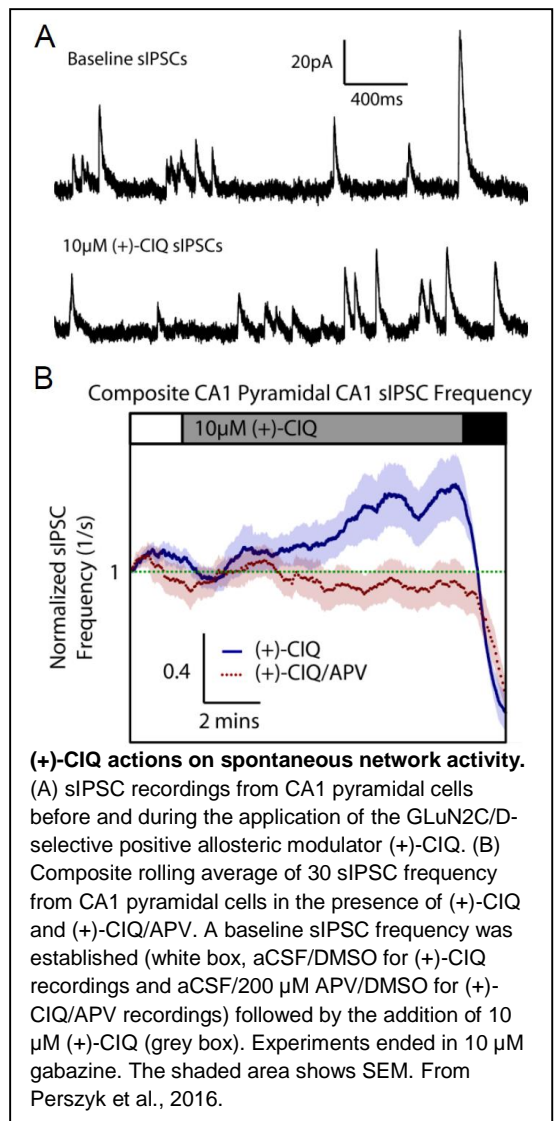 A
Baseline sIPSCs
20pA
400ms
10µM (+)-CIQ sIPSCs
B
Composite CA1 Pyramidal CA1 sIPSC Frequency
10µM (+)-CIQ
Normalized sIPSC
Frequency (1/s)
1
0.4
2 mins
(+)-CIQ
(+)-CIQ/APV
(+)-CIQ actions on spontaneous network activity.
(A) sIPSC recordings from CA1 pyramidal cells
before and during the application of the GLuN2C/D-
selective positive allosteric modulator (+)-CIQ. (B)
Composite rolling average of 30 sIPSC frequency
from CA1 pyramidal cells in the presence of (+)-CIQ
and (+)-CIQ/APV. A baseline sIPSC frequency was
established (white box, aCSF/DMSO for (+)-CIQ
recordings and aCSF/200 µM APV/DMSO for (+)-
CIQ/APV recordings) followed by the addition of 10
µM (+)-CIQ (grey box). Experiments ended in 10 µM
gabazine. The shaded area shows SEM. From
Perszyk et al., 2016.